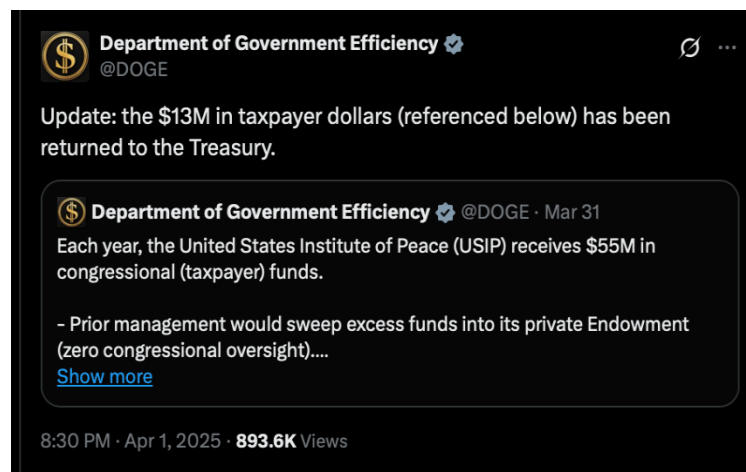 Department of Government Efficiency
@DOGE
Update: the $13M in taxpayer dollars (referenced below) has been
returned to the Treasury.
Department of Government Efficiency @DOGE · Mar 31
Each year, the United States Institute of Peace (USIP) receives $55M in
congressional (taxpayer) funds.
- Prior management would sweep excess funds into its private Endowment
(zero congressional oversight)....
Show more
8:30 PM · Apr 1, 2025 · 893.6K Views